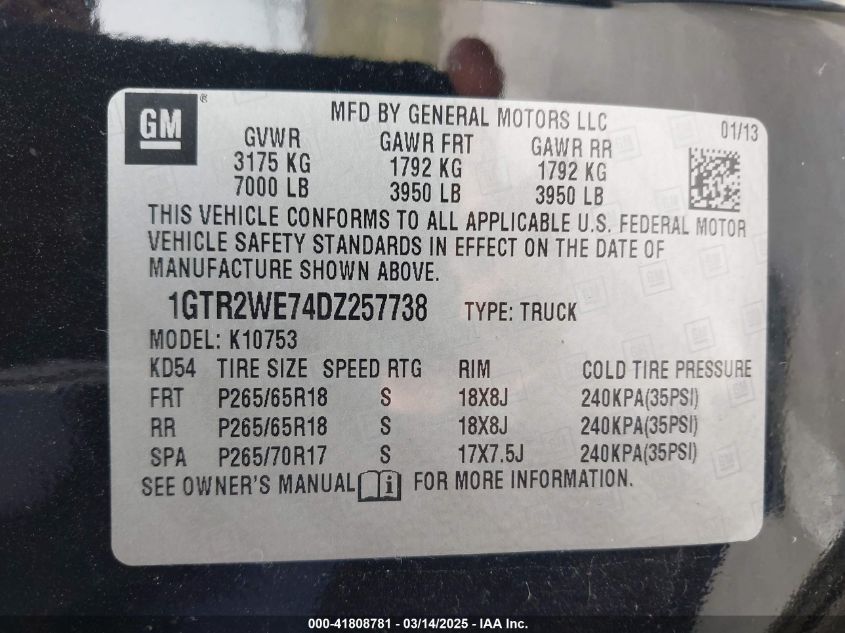 GM ®
MFD BY GENERAL MOTORS LLC
01/13
GVWR GAWR FRT GAWR RR
3175 KG 1792 KG 1792 KG
7000 LB 3950 LB 3950 LB
THIS VEHICLE CONFORMS TO ALL APPLICABLE U.S. FEDERAL MOTOR
VEHICLE SAFETY STANDARDS IN EFFECT ON THE DATE OF
MANUFACTURE SHOWN ABOVE.
1GTR2WE74DZ257738 TYPE: TRUCK
MODEL: K10753
KD54 TIRE SIZE SPEED RTG RIM COLD TIRE PRESSURE
FRT P265/65R18 S 18X8J 240KPA(35PSI)
RR P265/65R18 S 18X8J 240KPA(35PSI)
SPA P265/70R17 S 17X7.5J 240KPA(35PSI)
SEE OWNER'S MANUAL i FOR MORE INFORMATION.
000-41808781 - 03/14/2025 - IAA Inc.